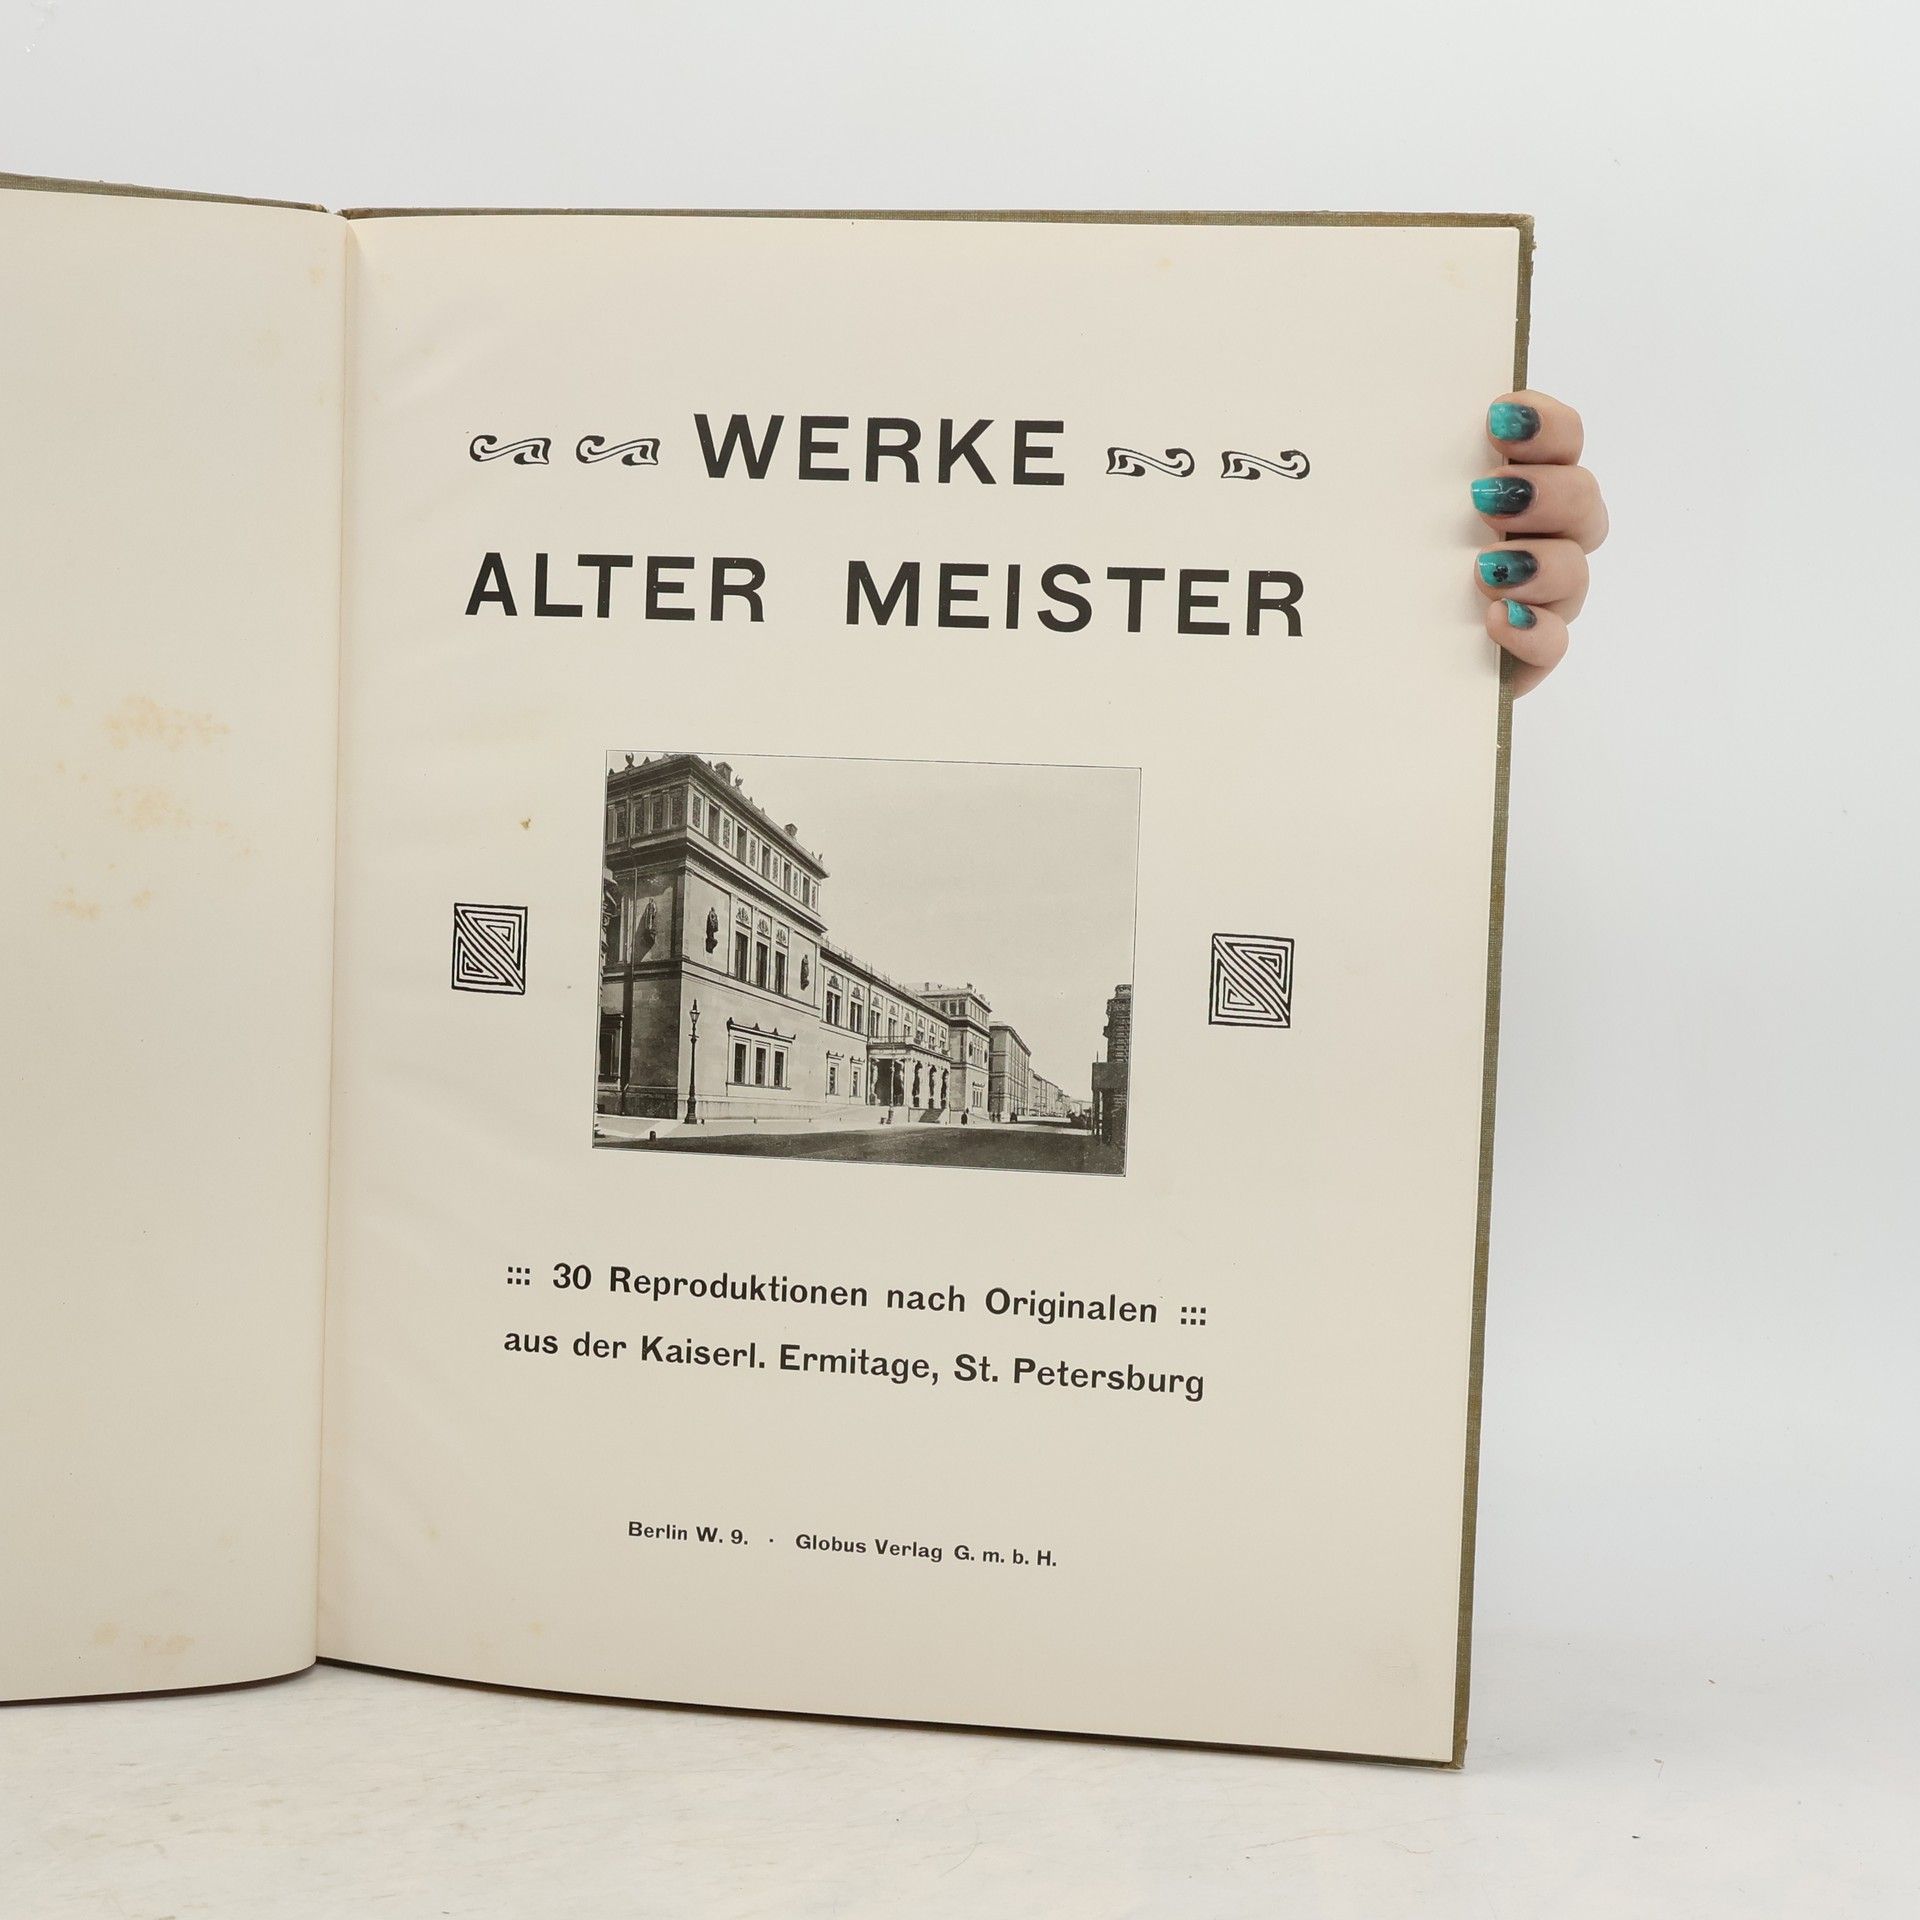 WERKE
ALTER MEISTER
::: 30 Reproduktionen nach Originalen :::
aus der Kaiserl. Ermitage, St. Petersburg
Berlin W. 9. · Globus Verlag G. m. b. H.